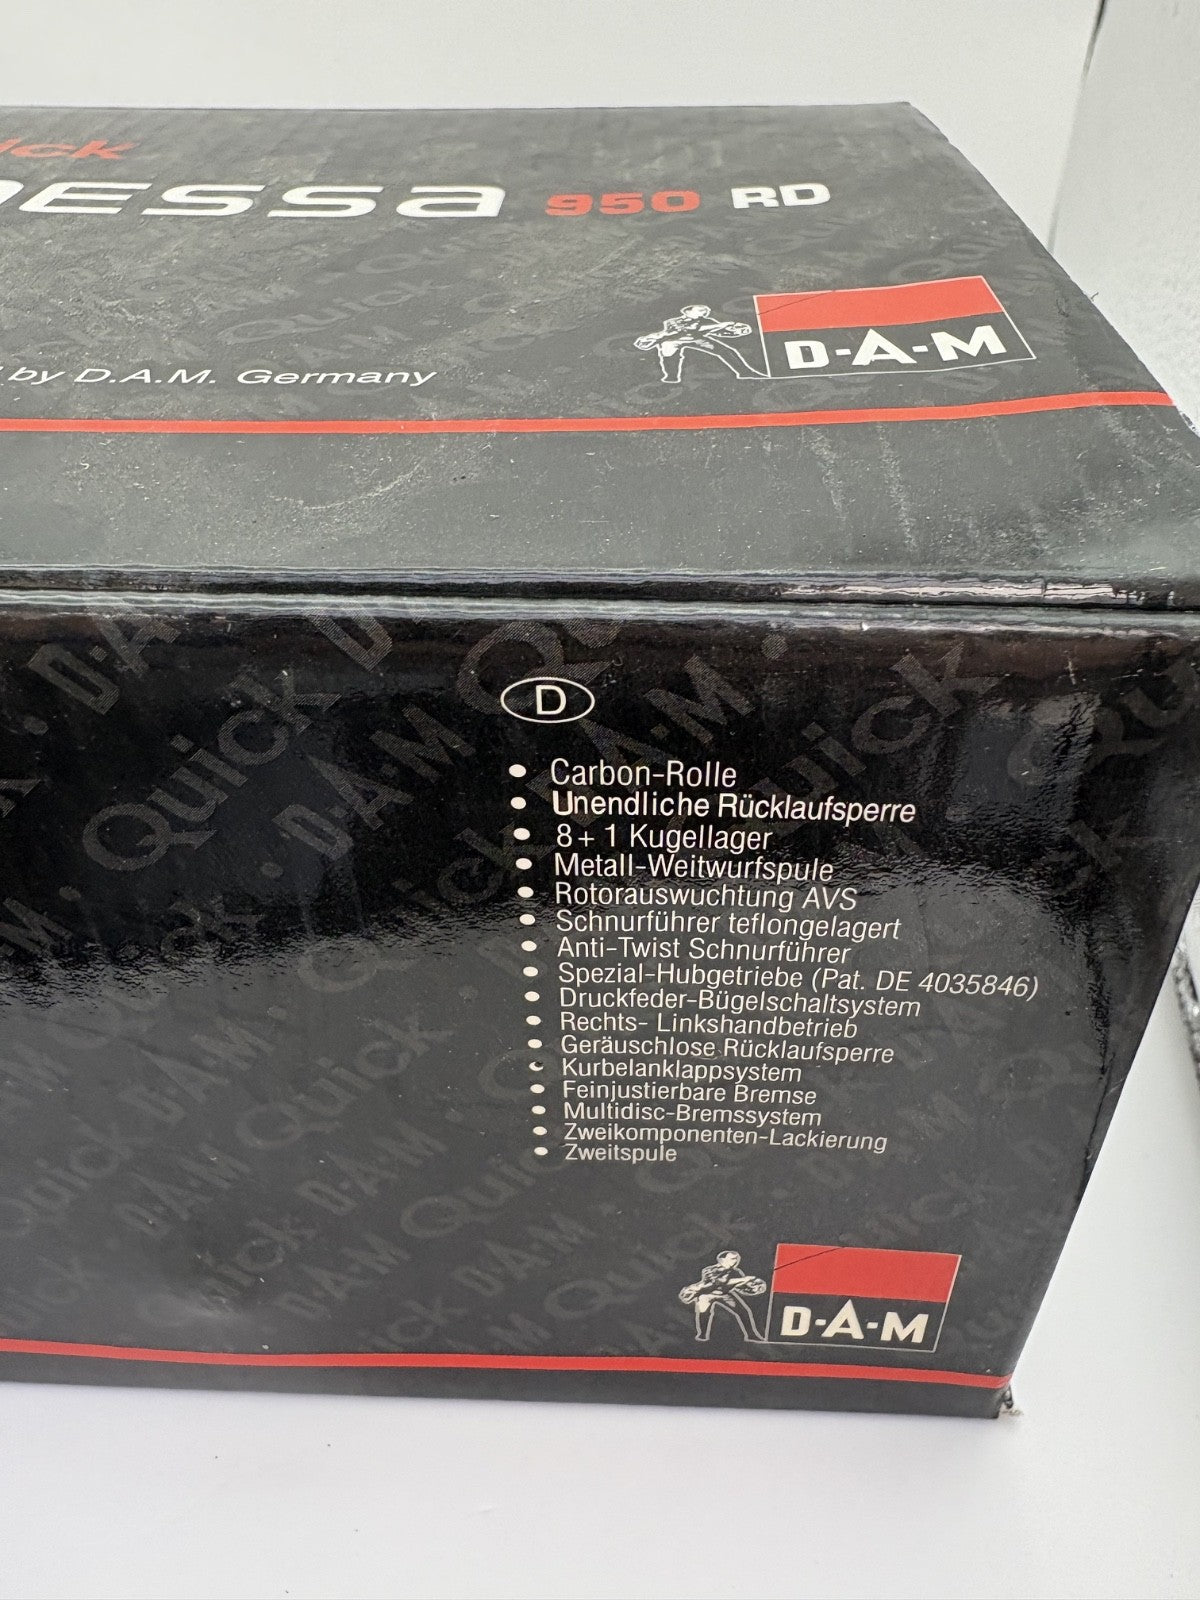 950 RD
by D.A.M. Germany
D·A·M
D
• Carbon-Rolle
• Unendliche Rücklaufsperre
• 8+1 Kugellager
• Metall-Weitwurfspule
• Rotorauswuchtung AVS
• Schnurführer teflongelagert
• Anti-Twist Schnurführer
• Spezial-Hubgetriebe (Pat. DE 4035846)
• Druckfeder-Bügelschaltsystem
• Rechts- Linkshandbetrieb
• Geräuschlose Rücklaufsperre
• Kurbelanklappsystem
• Feinjustierbare Bremse
• Multidisc-Bremssystem
• Zweikomponenten-Lackierung
• Zweitspule
D·A·M